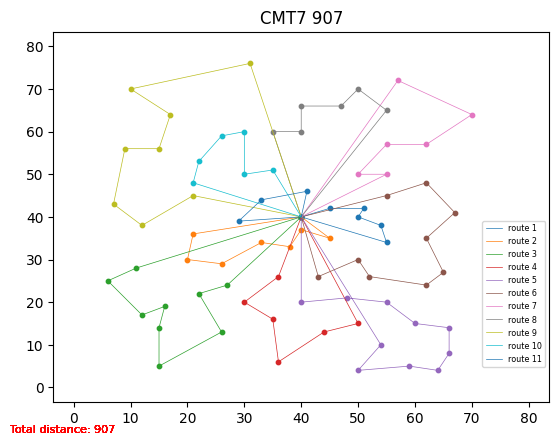 CMT7 907
80
70
60
50
40
30
20
10
0
0 10 20 30 40 50 60 70 80
route 1
route 2
route 3
route 4
route 5
route 6
route 7
route 8
route 9
route 10
route 11
Total distance: 907